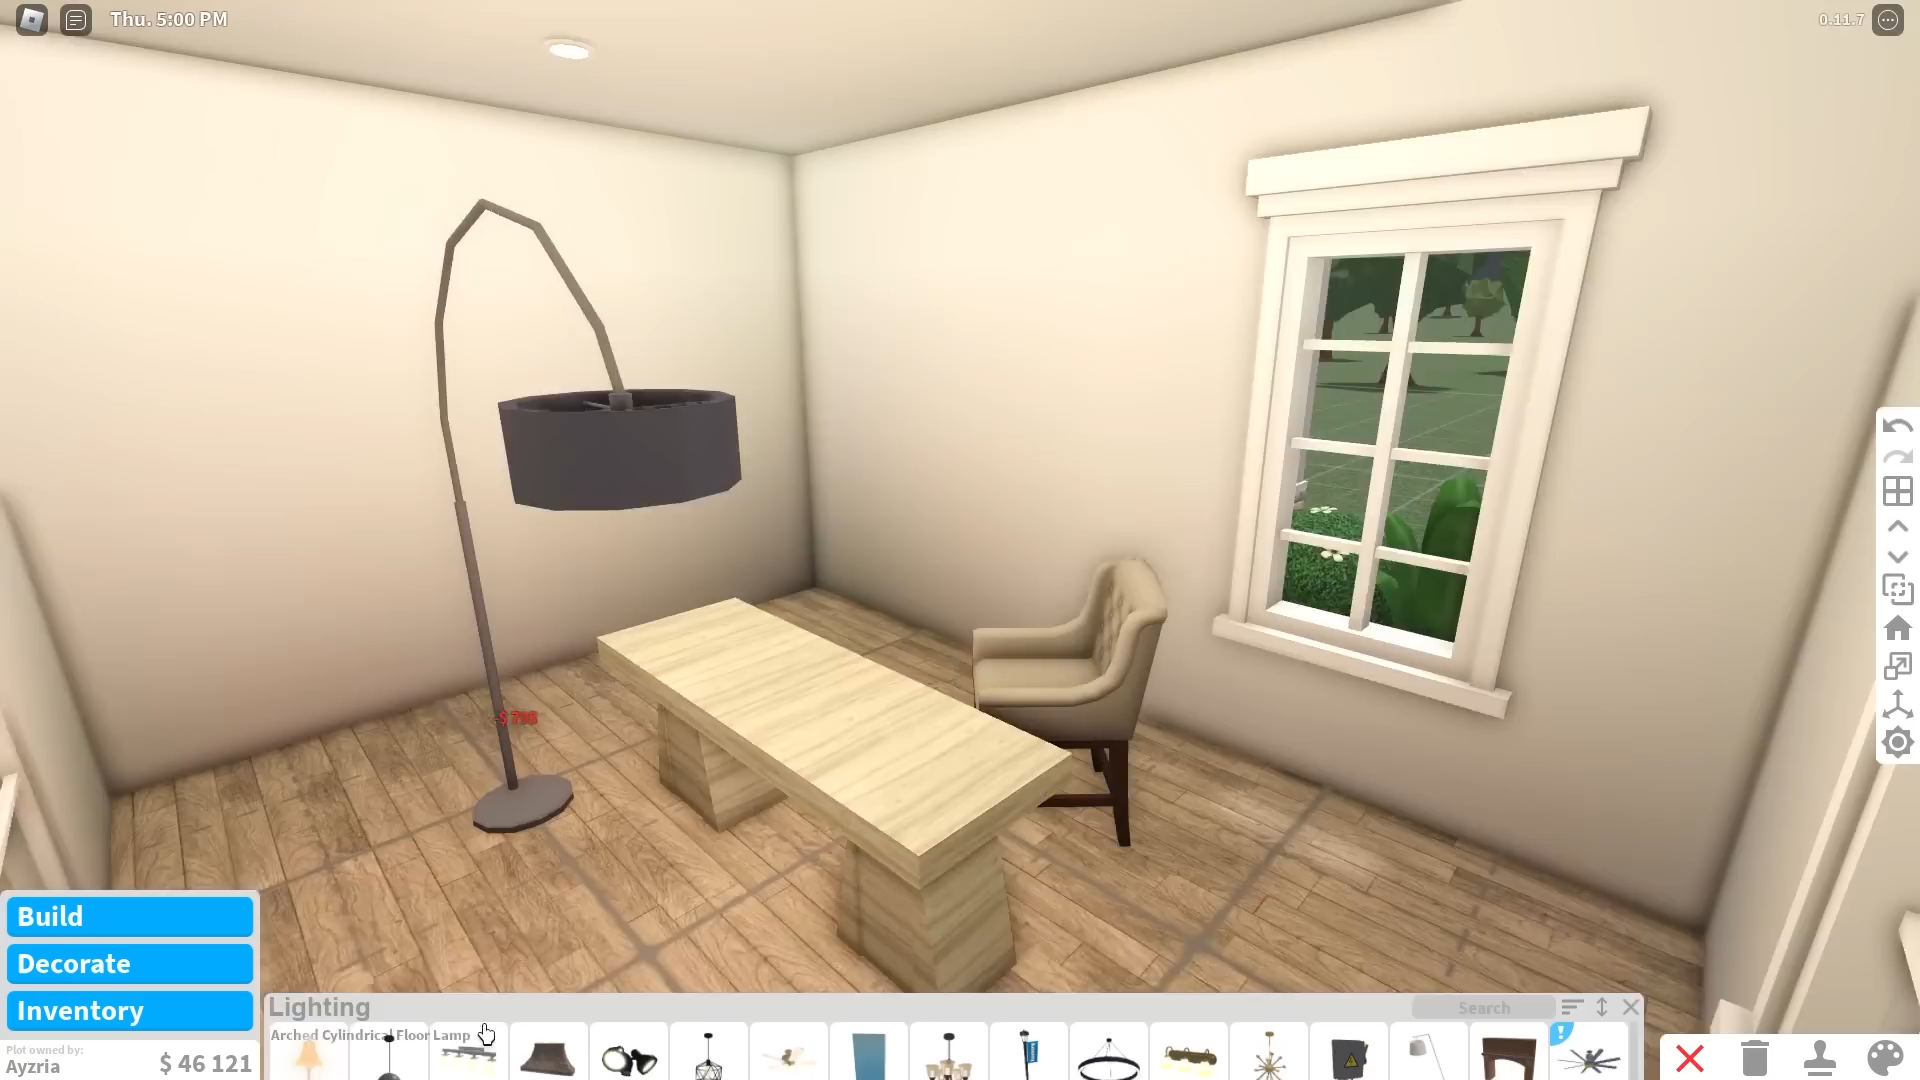 Thu. 5:00 PM
0.11.7
-$ 798
Build
Decorate
Inventory
Plot owned by:
Ayzria
$ 46 121
Lighting
Search
Arched Cylindrical Floor Lamp